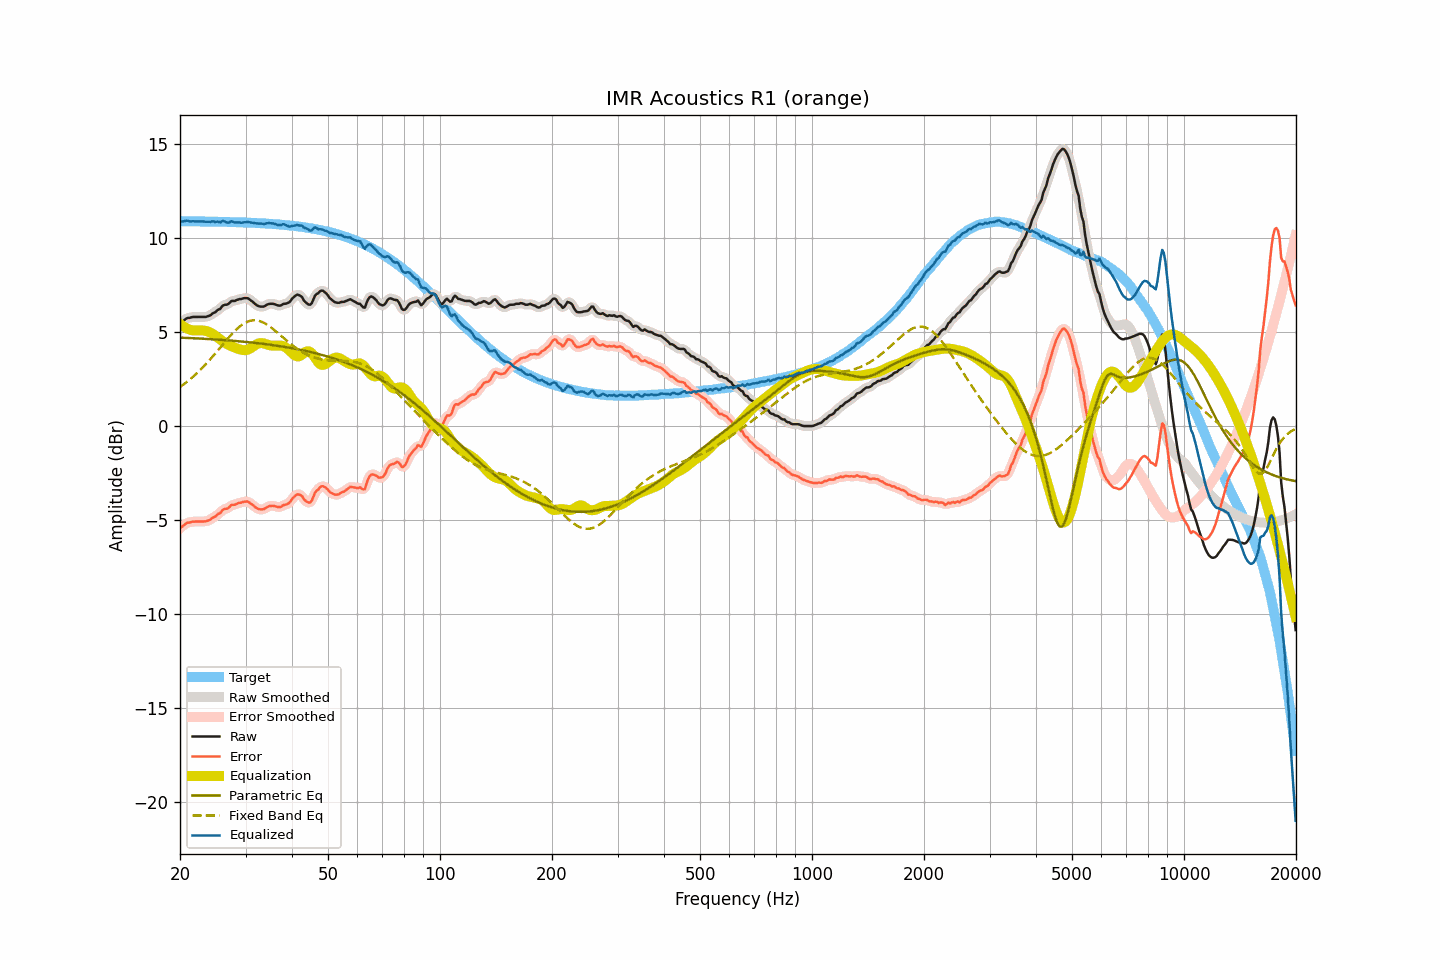 IMR Acoustics R1 (orange)
15
10
5
0
−5
−10
−15
−20
Amplitude (dBr)
Target
Raw Smoothed
Error Smoothed
Raw
Error
Equalization
Parametric Eq
Fixed Band Eq
Equalized
20 50 100 200 500 1000 2000 5000 10000 20000
Frequency (Hz)